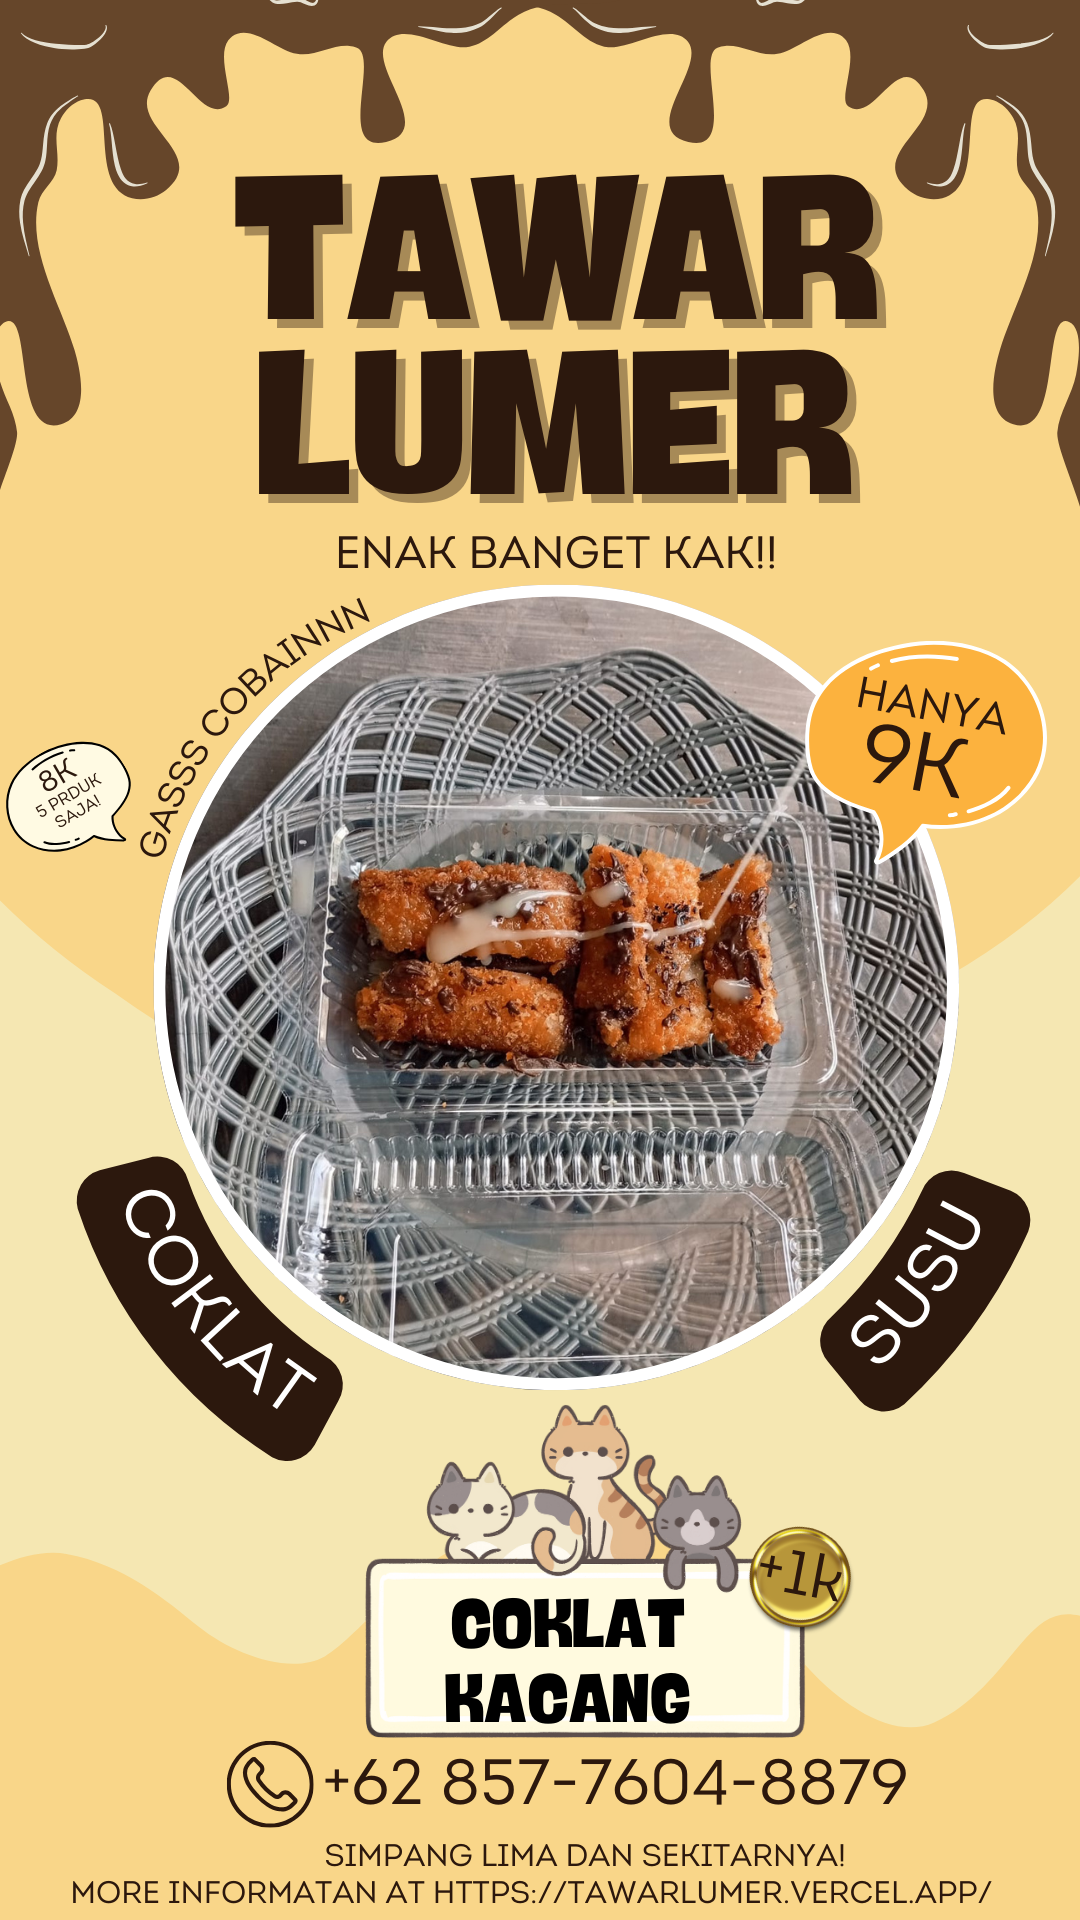 TAWAR
LUMER
ENAK BANGET KAK!!
GASSS COBAINNN
HANYA
9K
8K
5 PRDUK
SAJA!
COKLAT
SUSU
+1k
COKLAT
KACANG
+62 857-7604-8879
SIMPANG LIMA DAN SEKITARNYA!
MORE INFORMATAN AT HTTPS://TAWARLUMER.VERCEL.APP/